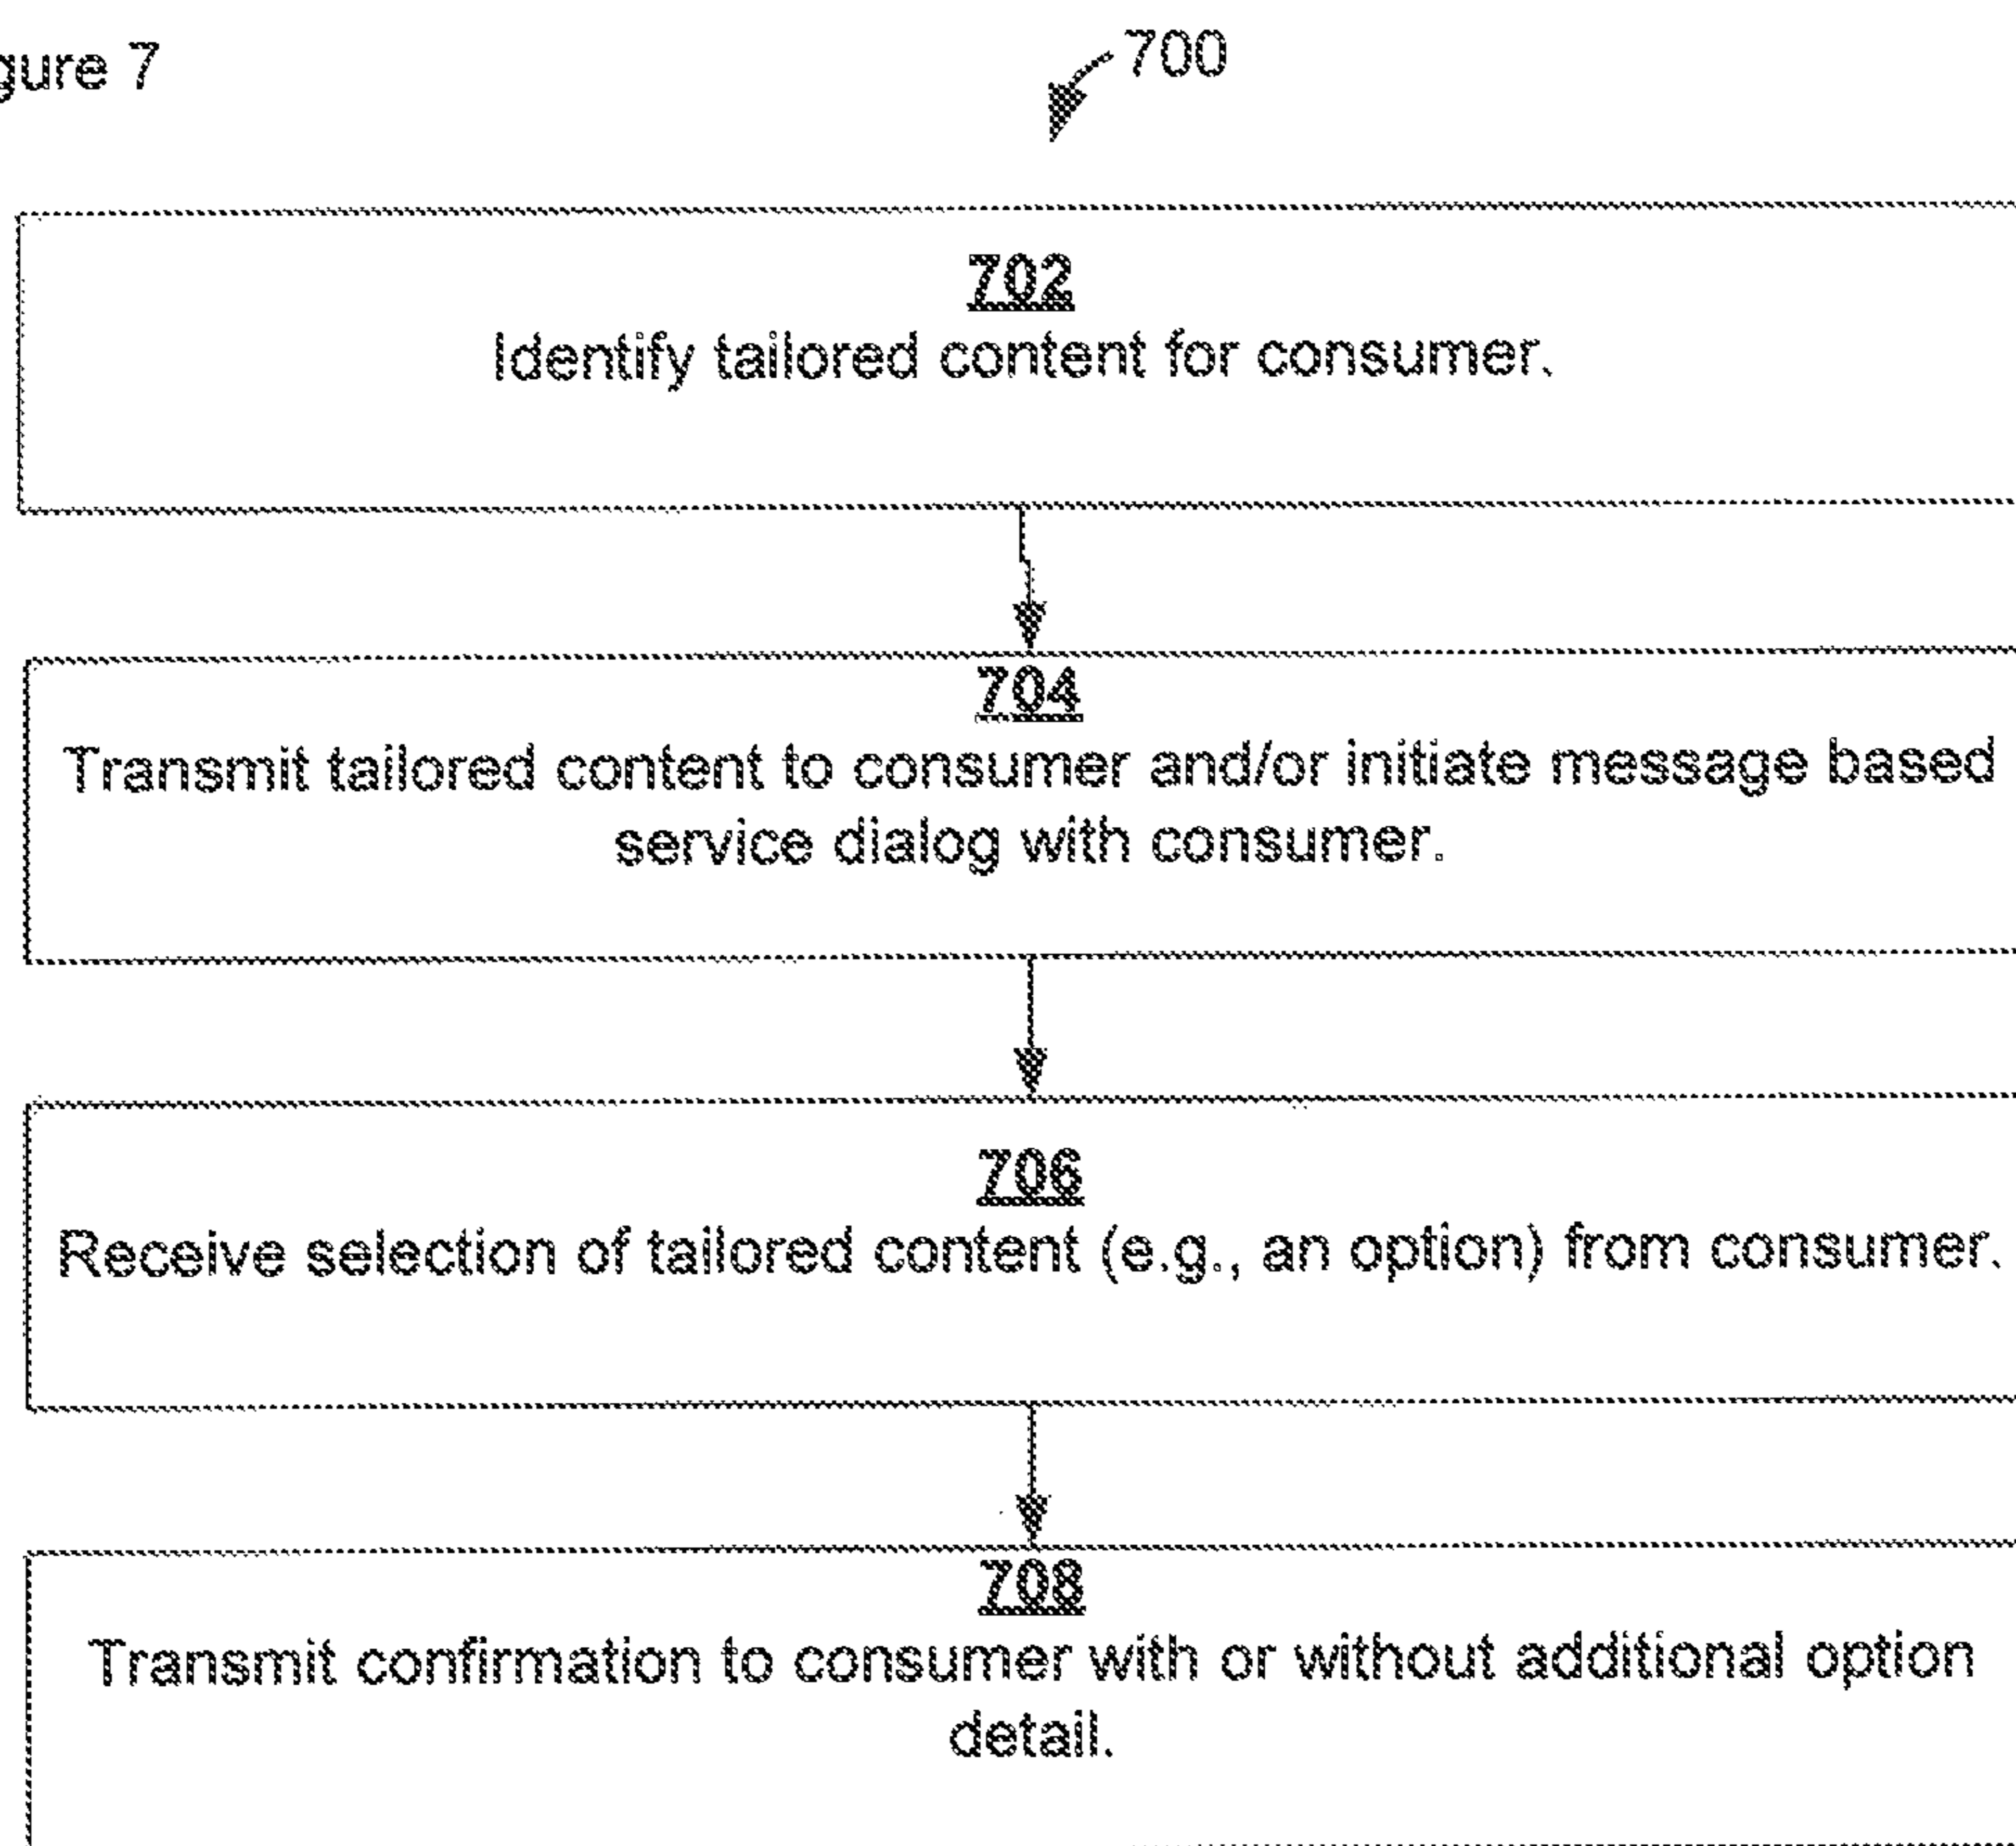 gure 7
700
702
Identify tailored content for consumer.
704
Transmit tailored content to consumer and/or initiate message based
service dialog with consumer.
706
Receive selection of tailored content (e.g., an option) from consumer.
708
Transmit confirmation to consumer with or without additional option
detail.